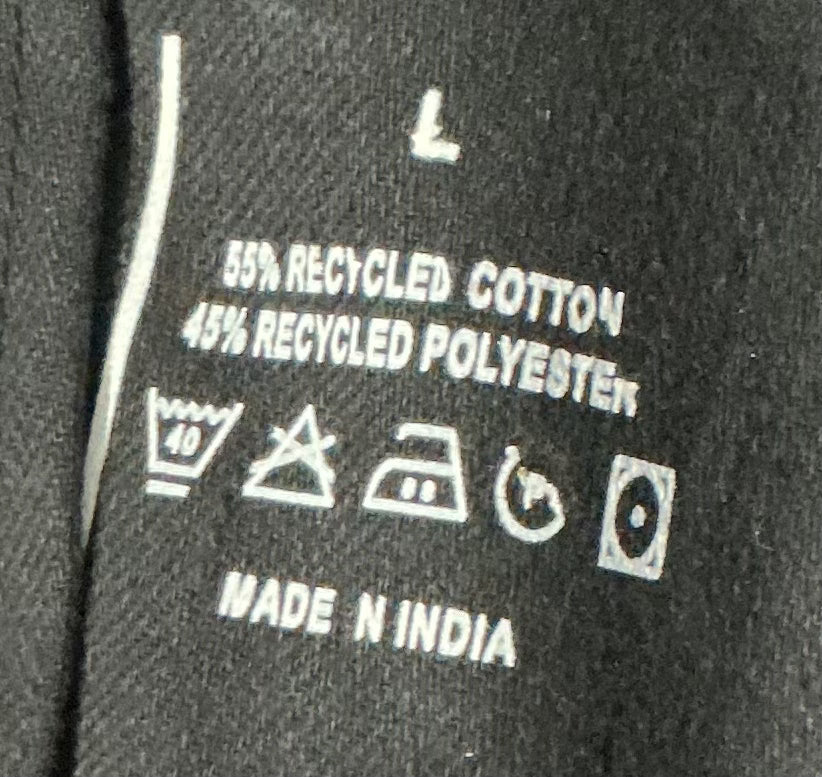 L
55% RECYCLED COTTON
45% RECYCLED POLYESTER
40
P
MADE N INDIA